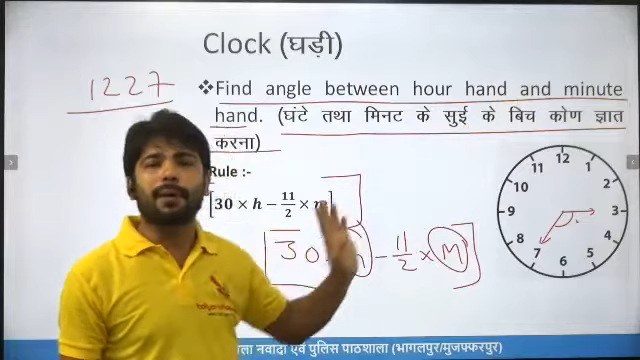 Clock (घड़ी)
1227
❖Find angle between hour hand and minute
hand. (घंटे तथा मिनट के सुई के बिच कोण ज्ञात
करना)
Rule :-
[30 × h − 11/2 × m]
[30 h − 11/2 × M]
12
1
2
3
4
5
6
7
8
9
10
11
नवादा एवं पुलिस पाठशाला (भागलपुर/मुजफ्फरपुर)